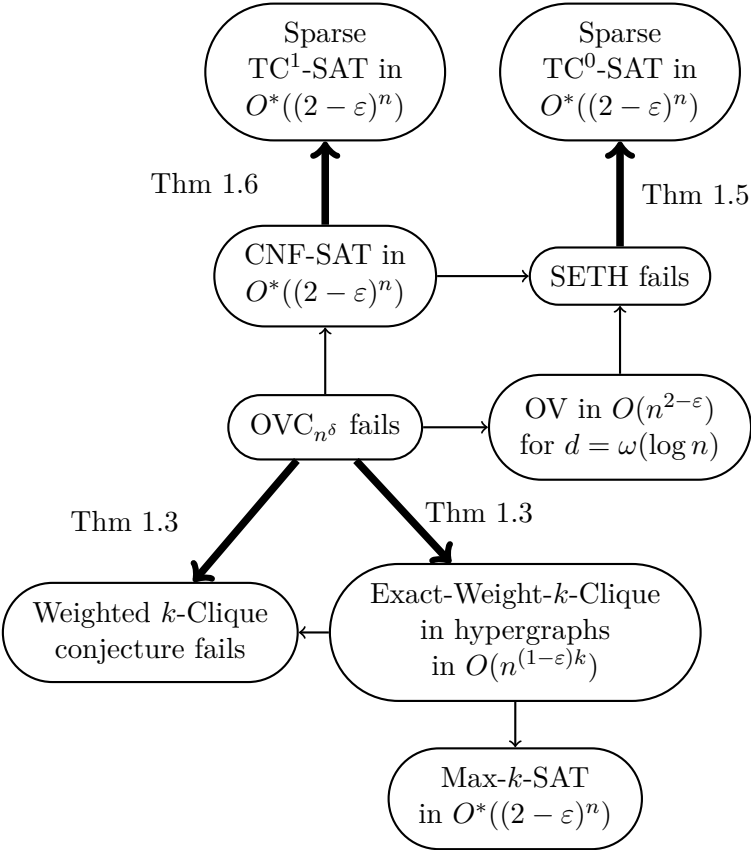 Sparse
TC¹-SAT in
O*((2 − ε)ⁿ)
Sparse
TC⁰-SAT in
O*((2 − ε)ⁿ)
Thm 1.6
Thm 1.5
CNF-SAT in
O*((2 − ε)ⁿ)
SETH fails
OVC_{n^δ} fails
OV in O(n^{2−ε})
for d = ω(log n)
Thm 1.3
Thm 1.3
Weighted k-Clique
conjecture fails
Exact-Weight-k-Clique
in hypergraphs
in O(n^{(1−ε)k})
Max-k-SAT
in O*((2 − ε)ⁿ)